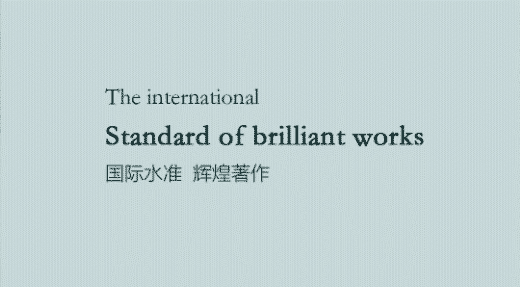 The international
Standard of brilliant works
国际水准 辉煌著作